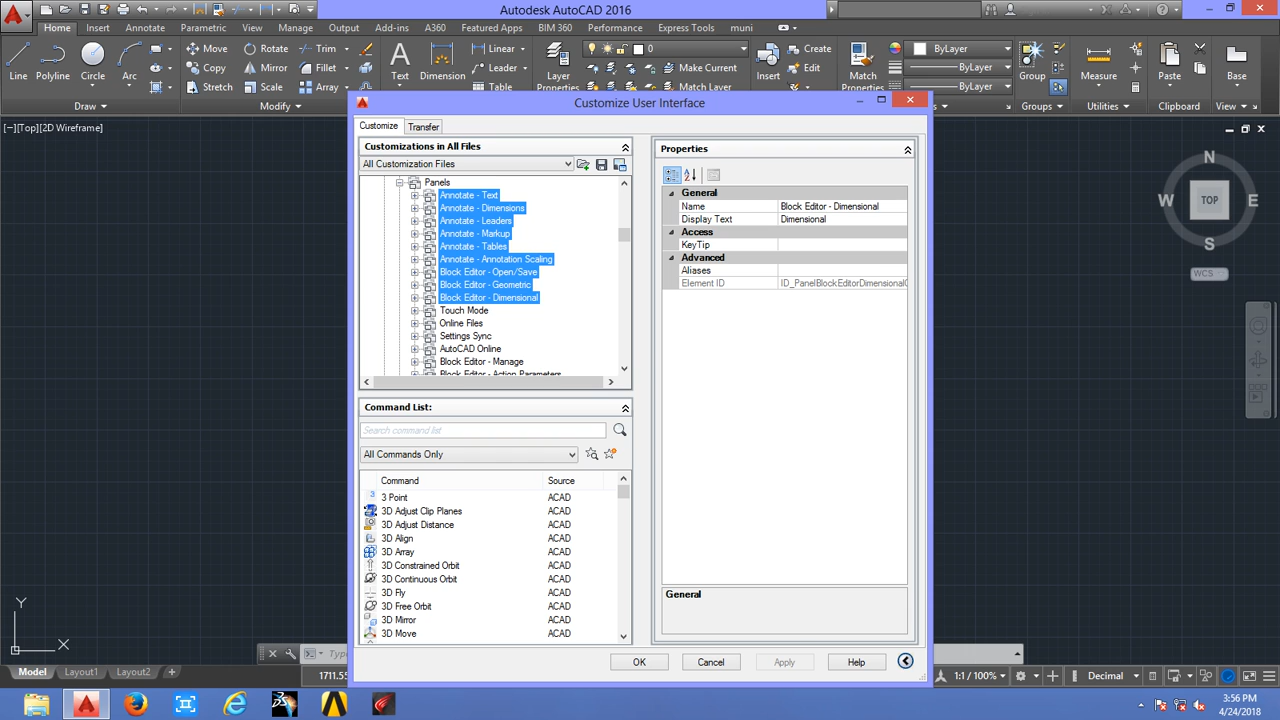 Autodesk AutoCAD 2016
Home Insert Annotate Parametric View Manage Output Add-ins A360 Featured Apps BIM 360 Performance Express Tools muni
Line Polyline Circle Arc
Move Rotate Trim
Copy Mirror Fillet
Stretch Scale Array
Text Dimension
Linear
Leader
Table
Layer
Properties
0
Make Current
Insert
Create
Edit
Match
Properties
ByLayer
ByLayer
ByLayer
Group
Measure
Paste
Base
Draw Modify Groups Utilities Clipboard View
[−][Top][2D Wireframe]
Customize User Interface
Customize Transfer
Customizations in All Files
All Customization Files
Panels
Annotate - Text
Annotate - Dimensions
Annotate - Leaders
Annotate - Markup
Annotate - Tables
Annotate - Annotation Scaling
Block Editor - Open/Save
Block Editor - Geometric
Block Editor - Dimensional
Touch Mode
Online Files
Settings Sync
AutoCAD Online
Block Editor - Manage
Block Editor - Action Parameters
Command List:
Search command list
All Commands Only
Command Source
3 Point ACAD
3D Adjust Clip Planes ACAD
3D Adjust Distance ACAD
3D Align ACAD
3D Array ACAD
3D Constrained Orbit ACAD
3D Continuous Orbit ACAD
3D Fly ACAD
3D Free Orbit ACAD
3D Mirror ACAD
3D Move ACAD
Properties
General
Name Block Editor - Dimensional
Display Text Dimensional
Access
KeyTip
Advanced
Aliases
Element ID ID_PanelBlockEditorDimensional
General
OK Cancel Apply Help
N
W TOP E
S
WCS
Y
X
Model Layout1 Layout2 +
1711.55
1:1 / 100%
Decimal
3:56 PM
4/24/2018